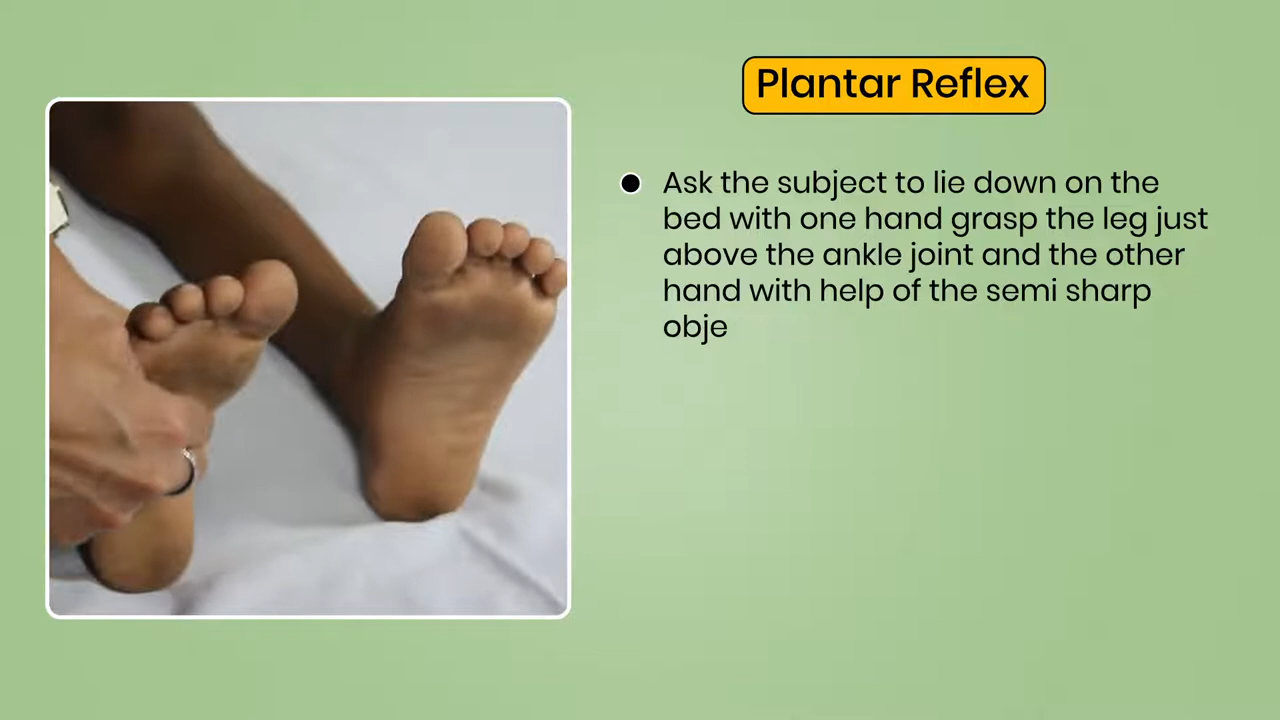 Plantar Reflex
Ask the subject to lie down on the
bed with one hand grasp the leg just
above the ankle joint and the other
hand with help of the semi sharp
obje